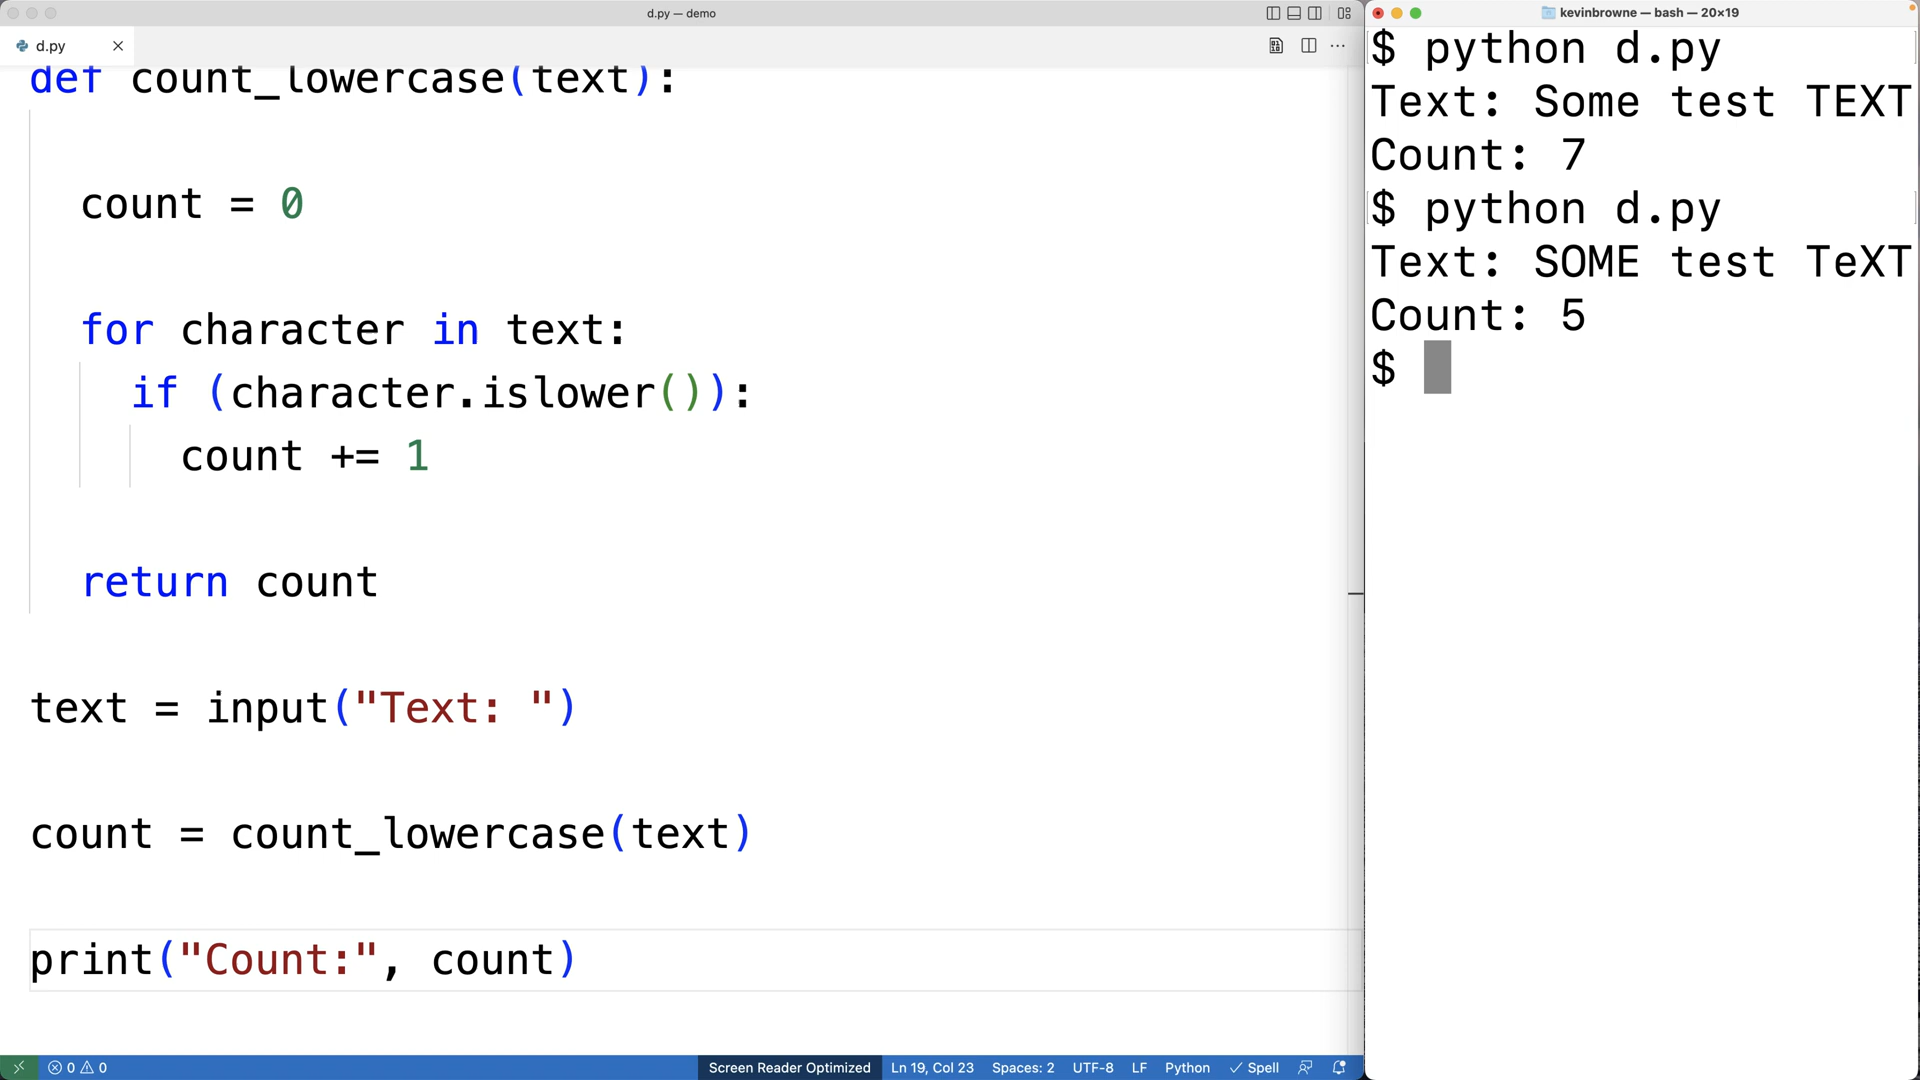 d.py — demo
d.py
def count_lowercase(text):
count = 0
for character in text:
if (character.islower()):
count += 1
return count
text = input("Text: ")
count = count_lowercase(text)
print("Count:", count)
0 0
Screen Reader Optimized Ln 19, Col 23 Spaces: 2 UTF-8 LF Python Spell
kevinbrowne — bash — 20×19
$ python d.py
Text: Some test TEXT
Count: 7
$ python d.py
Text: SOME test TeXT
Count: 5
$